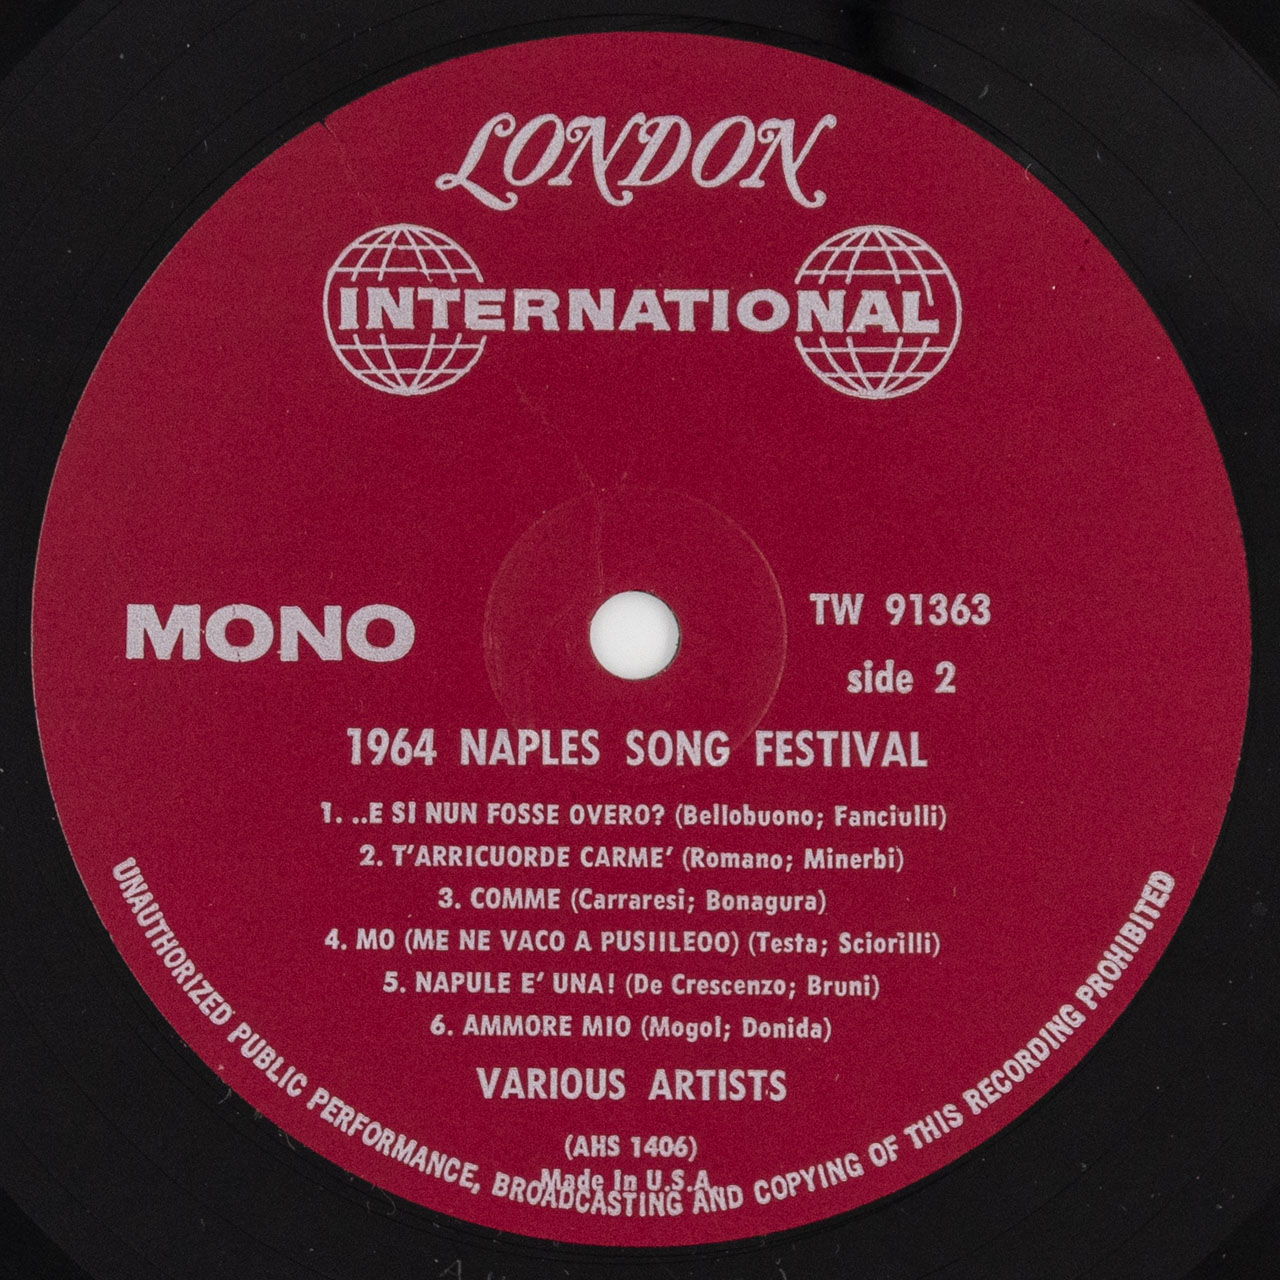 LONDON
INTERNATIONAL
MONO
TW 91363
side 2
1964 NAPLES SONG FESTIVAL
1. ..E SI NUN FOSSE OVERO? (Bellobuono; Fanciulli)
2. T'ARRICUORDE CARME' (Romano; Minerbi)
3. COMME (Carraresi; Bonagura)
4. MO (ME NE VACO A PUSIILEOO) (Testa; Sciorilli)
5. NAPULE E' UNA! (De Crescenzo; Bruni)
6. AMMORE MIO (Mogol; Donida)
VARIOUS ARTISTS
(AHS 1406)
Made In U.S.A.
UNAUTHORIZED PUBLIC PERFORMANCE, BROADCASTING AND COPYING OF THIS RECORDING PROHIBITED